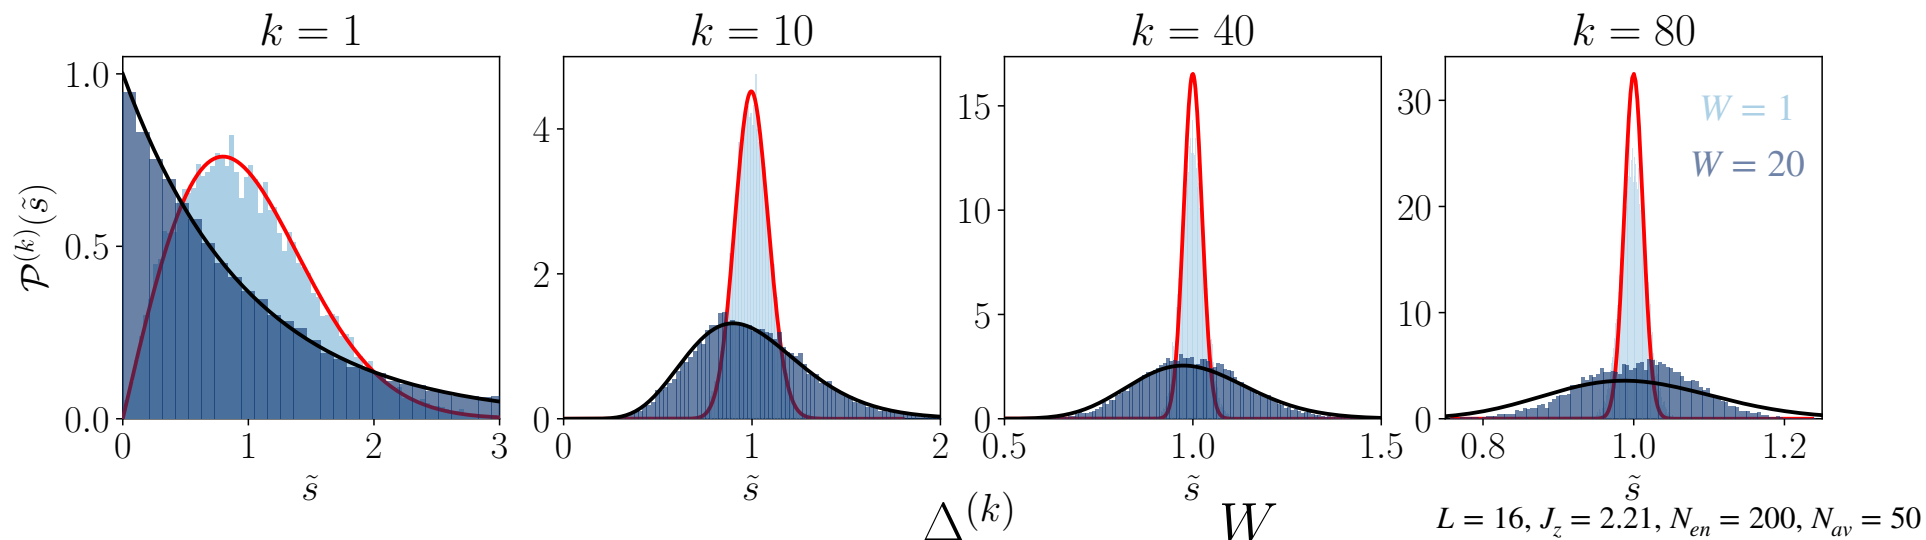 k = 1
k = 10
k = 40
k = 80
𝒫^(k)(s̃)
1.0
0.5
0.0
0 1 2 3
s̃
4
2
0
0 1 2
s̃
15
10
5
0
0.5 1.0 1.5
s̃
30
20
10
0
0.8 1.0 1.2
s̃
W = 1
W = 20
Δ^(k)
W
L = 16, J_z = 2.21, N_en = 200, N_av = 50